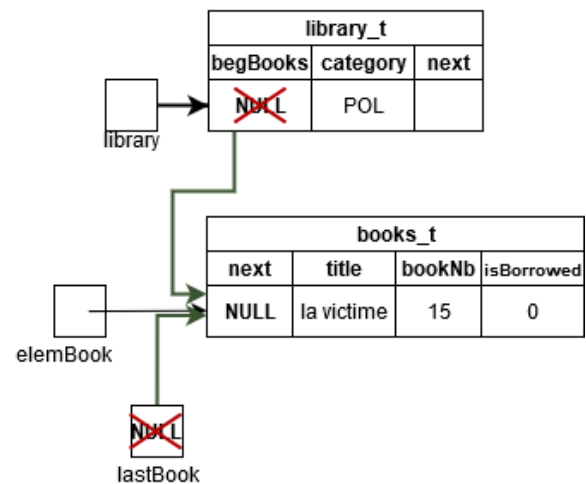 library_t
begBooks category next
NULL POL
library
books_t
next title bookNb isBorrowed
NULL la victime 15 0
elemBook
NULL
lastBook